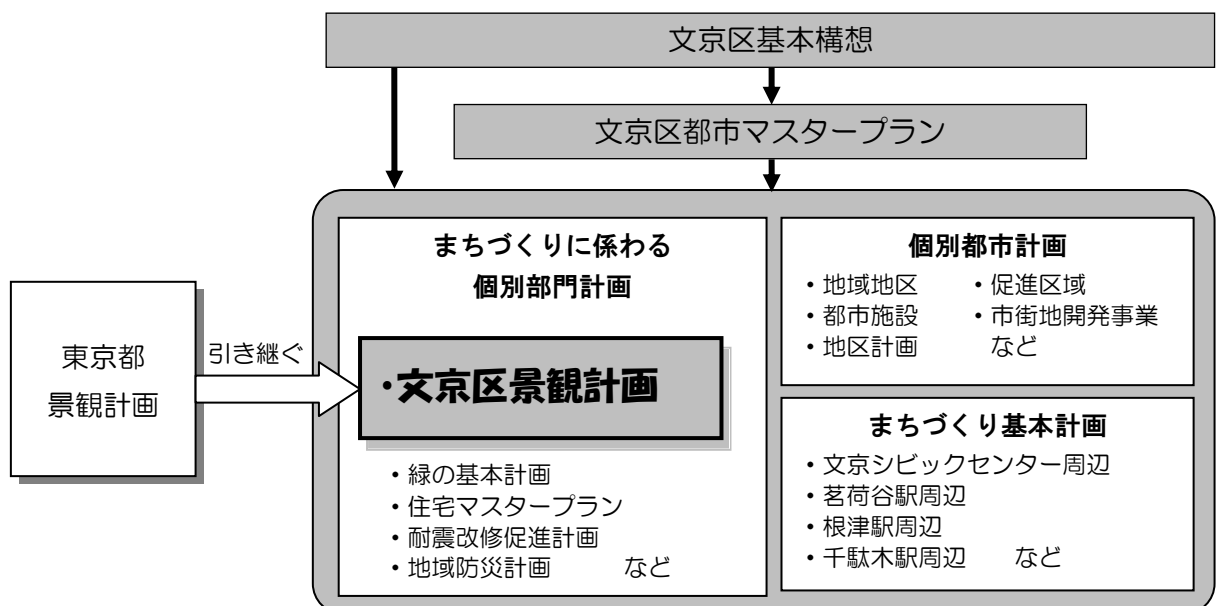 文京区基本構想
文京区都市マスタープラン
東京都
景観計画
引き継ぐ
まちづくりに係わる
個別部門計画
・文京区景観計画
・緑の基本計画
・住宅マスタープラン
・耐震改修促進計画
・地域防災計画 など
個別都市計画
・地域地区 ・促進区域
・都市施設 ・市街地開発事業
・地区計画 など
まちづくり基本計画
・文京シビックセンター周辺
・茗荷谷駅周辺
・根津駅周辺
・千駄木駅周辺 など